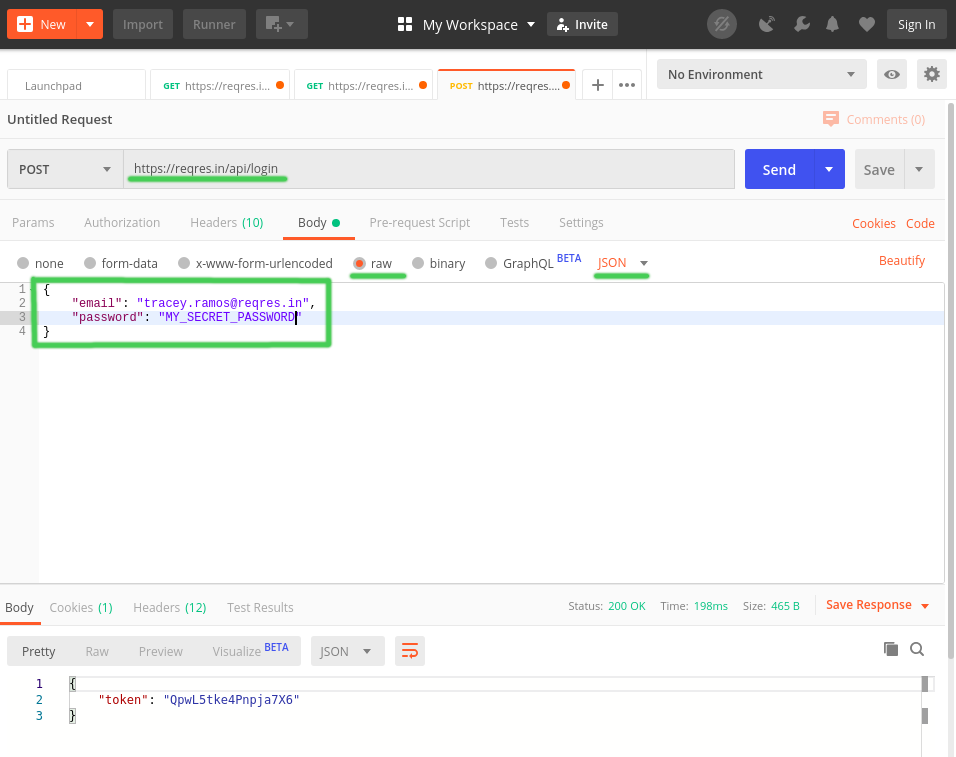 New Import Runner My Workspace Invite Sign In
Launchpad GET https://reqres.i... GET https://reqres.i... POST https://reqres.... No Environment
Untitled Request Comments (0)
POST https://reqres.in/api/login Send Save
Params Authorization Headers (10) Body Pre-request Script Tests Settings Cookies Code
none form-data x-www-form-urlencoded raw binary GraphQL BETA JSON Beautify
1 {
2 "email": "tracey.ramos@reqres.in",
3 "password": "MY_SECRET_PASSWORD"
4 }
Body Cookies (1) Headers (12) Test Results Status: 200 OK Time: 198ms Size: 465 B Save Response
Pretty Raw Preview Visualize BETA JSON
1 {
2 "token": "QpwL5tke4Pnpja7X6"
3 }